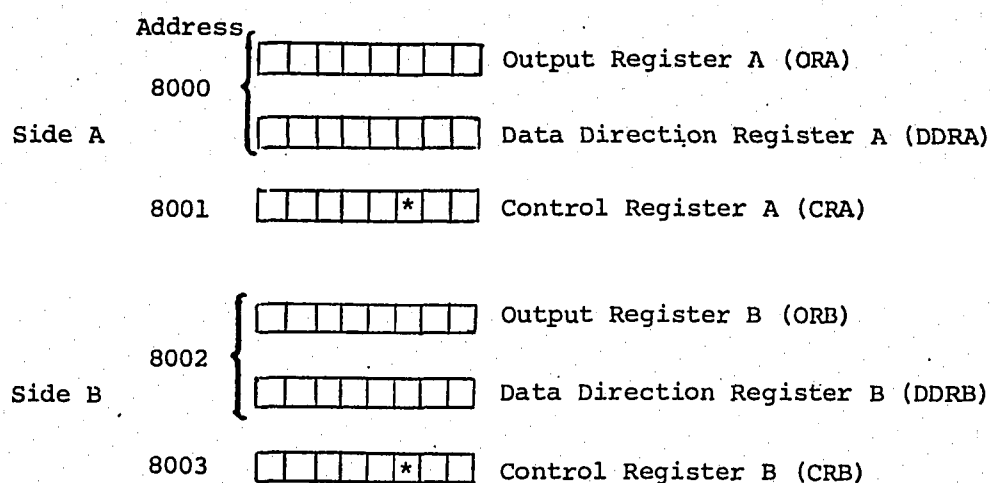 Address
Output Register A (ORA)
8000
Side A
Data Direction Register A (DDRA)
8001
*
Control Register A (CRA)
Output Register B (ORB)
8002
Side B
Data Direction Register B (DDRB)
8003
*
Control Register B (CRB)